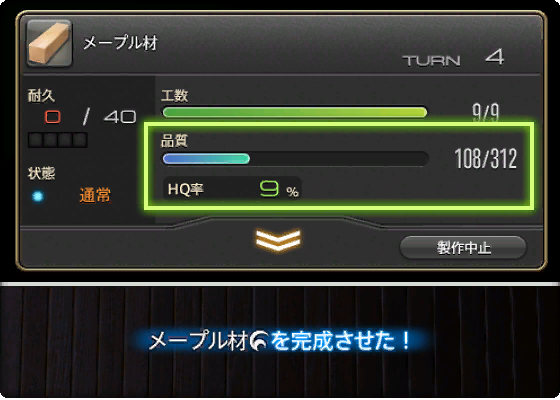 メープル材
TURN 4
耐久
0 / 40
工数
9/9
品質
108/312
HQ率 9 %
状態
通常
製作中止
メープル材を完成させた！